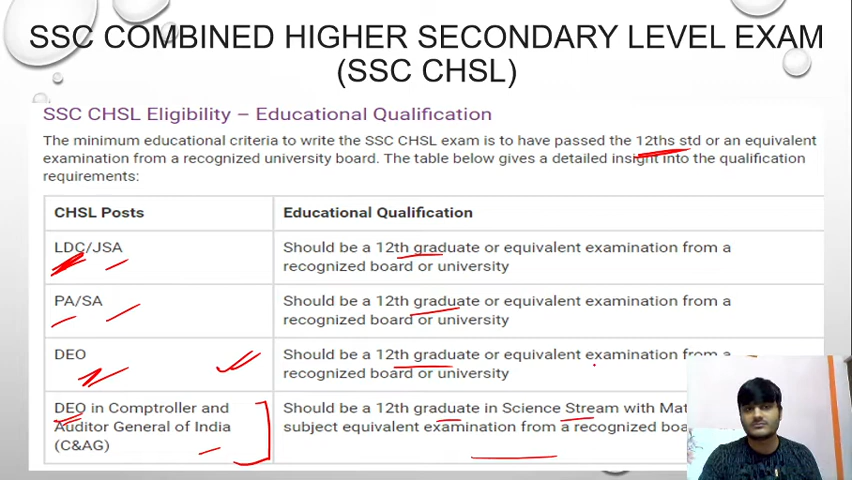 SSC COMBINED HIGHER SECONDARY LEVEL EXAM
(SSC CHSL)
SSC CHSL Eligibility – Educational Qualification
The minimum educational criteria to write the SSC CHSL exam is to have passed the 12ths std or an equivalent
examination from a recognized university board. The table below gives a detailed insight into the qualification
requirements:
CHSL Posts
Educational Qualification
LDC/JSA
Should be a 12th graduate or equivalent examination from a
recognized board or university
PA/SA
Should be a 12th graduate or equivalent examination from a
recognized board or university
DEO
Should be a 12th graduate or equivalent examination from a
recognized board or university
DEO in Comptroller and
Auditor General of India
(C&AG)
Should be a 12th graduate in Science Stream with
subject equivalent examination from a recognized